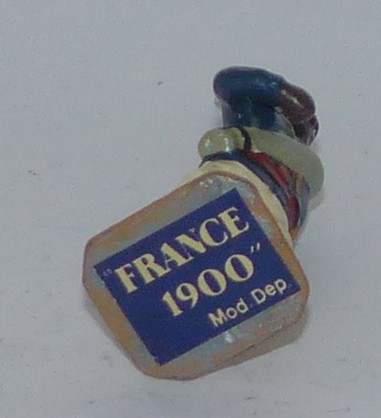 "FRANCE
1900"
Mod. Dep.